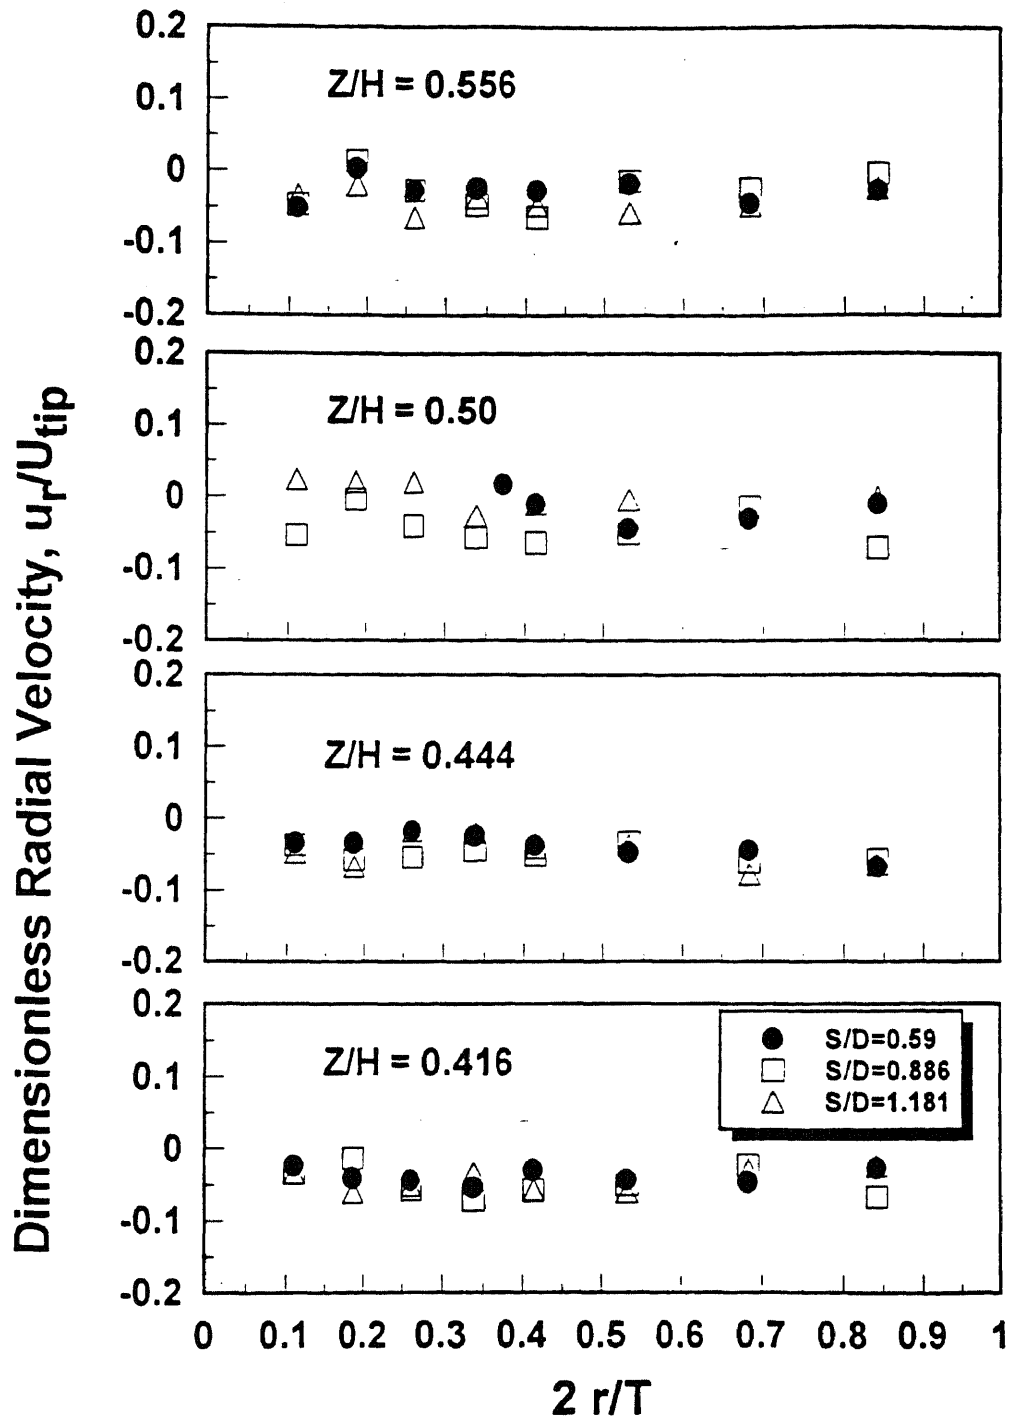 Dimensionless Radial Velocity, ur/Utip
0.2
0.1
0
-0.1
-0.2
Z/H = 0.556
0.2
0.1
0
-0.1
-0.2
Z/H = 0.50
0.2
0.1
0
-0.1
-0.2
Z/H = 0.444
0.2
0.1
0
-0.1
-0.2
Z/H = 0.416
S/D=0.59
S/D=0.886
S/D=1.181
0 0.1 0.2 0.3 0.4 0.5 0.6 0.7 0.8 0.9 1
2 r/T